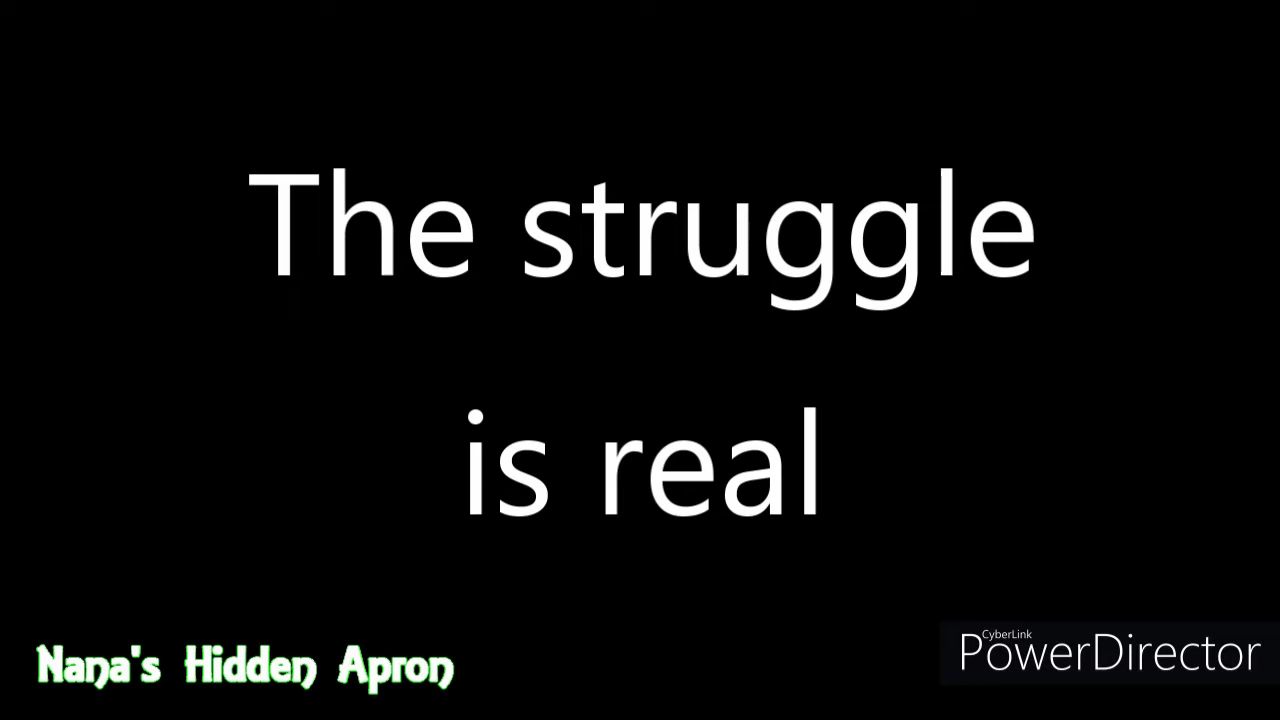 The struggle
is real
Nana's Hidden Apron
CyberLink
PowerDirector